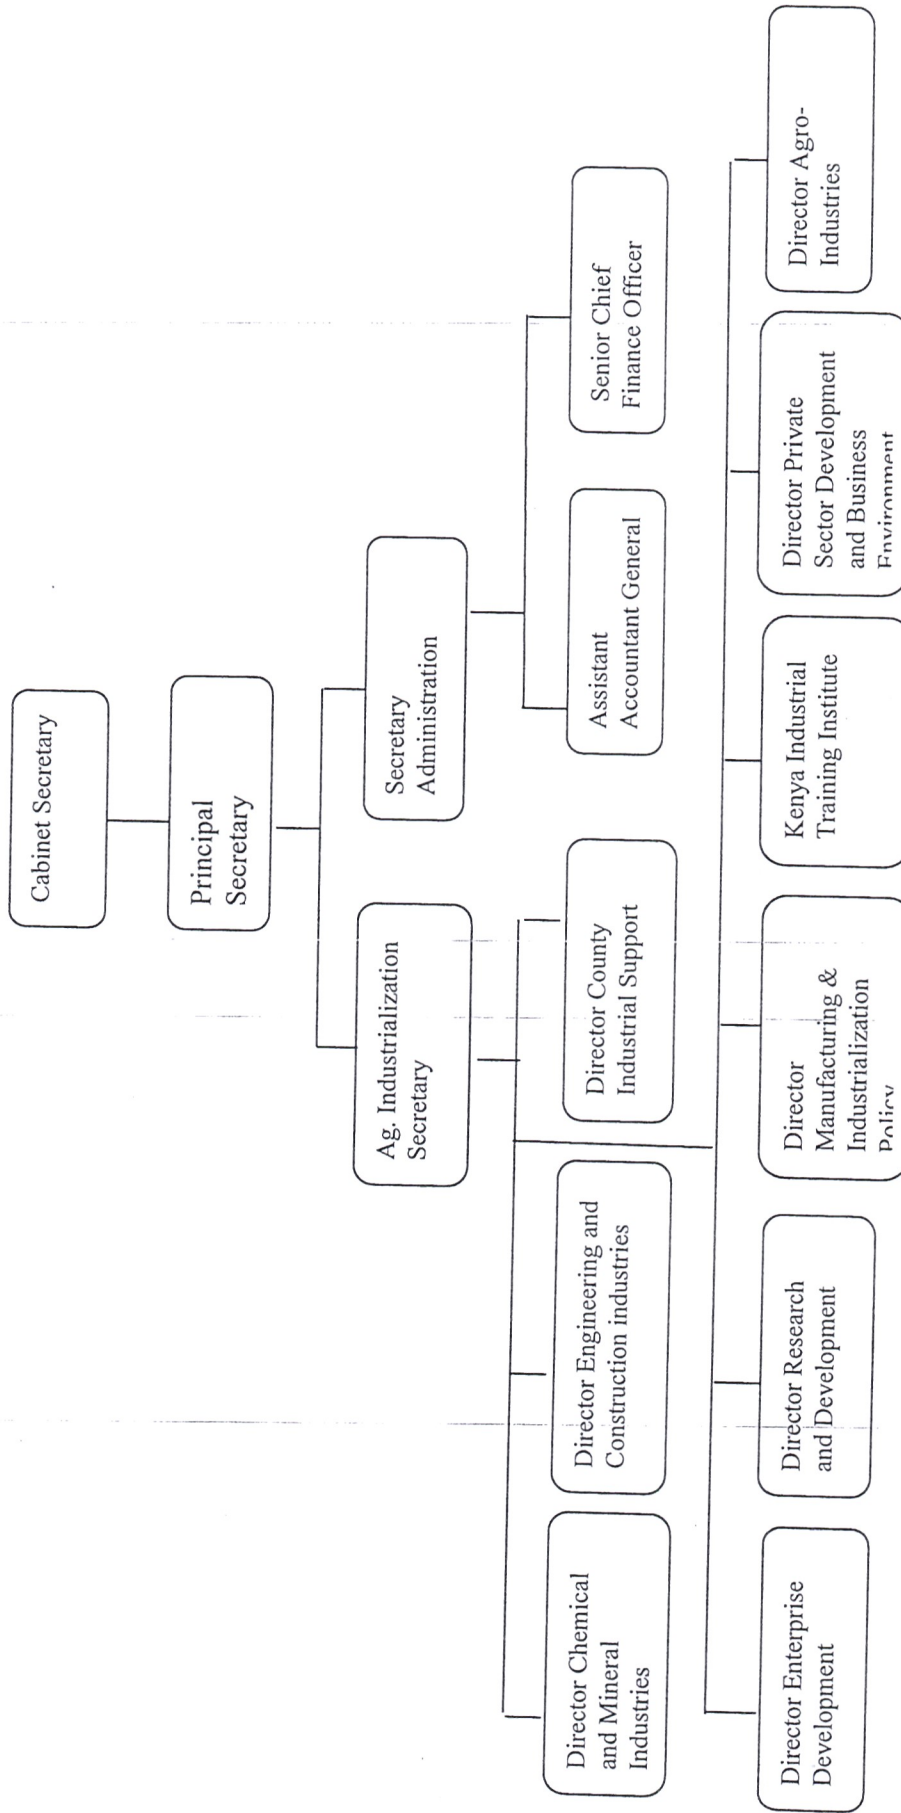 Cabinet Secretary
Principal
Secretary
Ag. Industrialization
Secretary
Secretary
Administration
Director Chemical
and Mineral
Industries
Director Engineering and
Construction industries
Director County
Industrial Support
Assistant
Accountant General
Senior Chief
Finance Officer
Director Enterprise
Development
Director Research
and Development
Director
Manufacturing &
Industrialization
Policy
Kenya Industrial
Training Institute
Director Private
Sector Development
and Business
Environment
Director Agro-
Industries